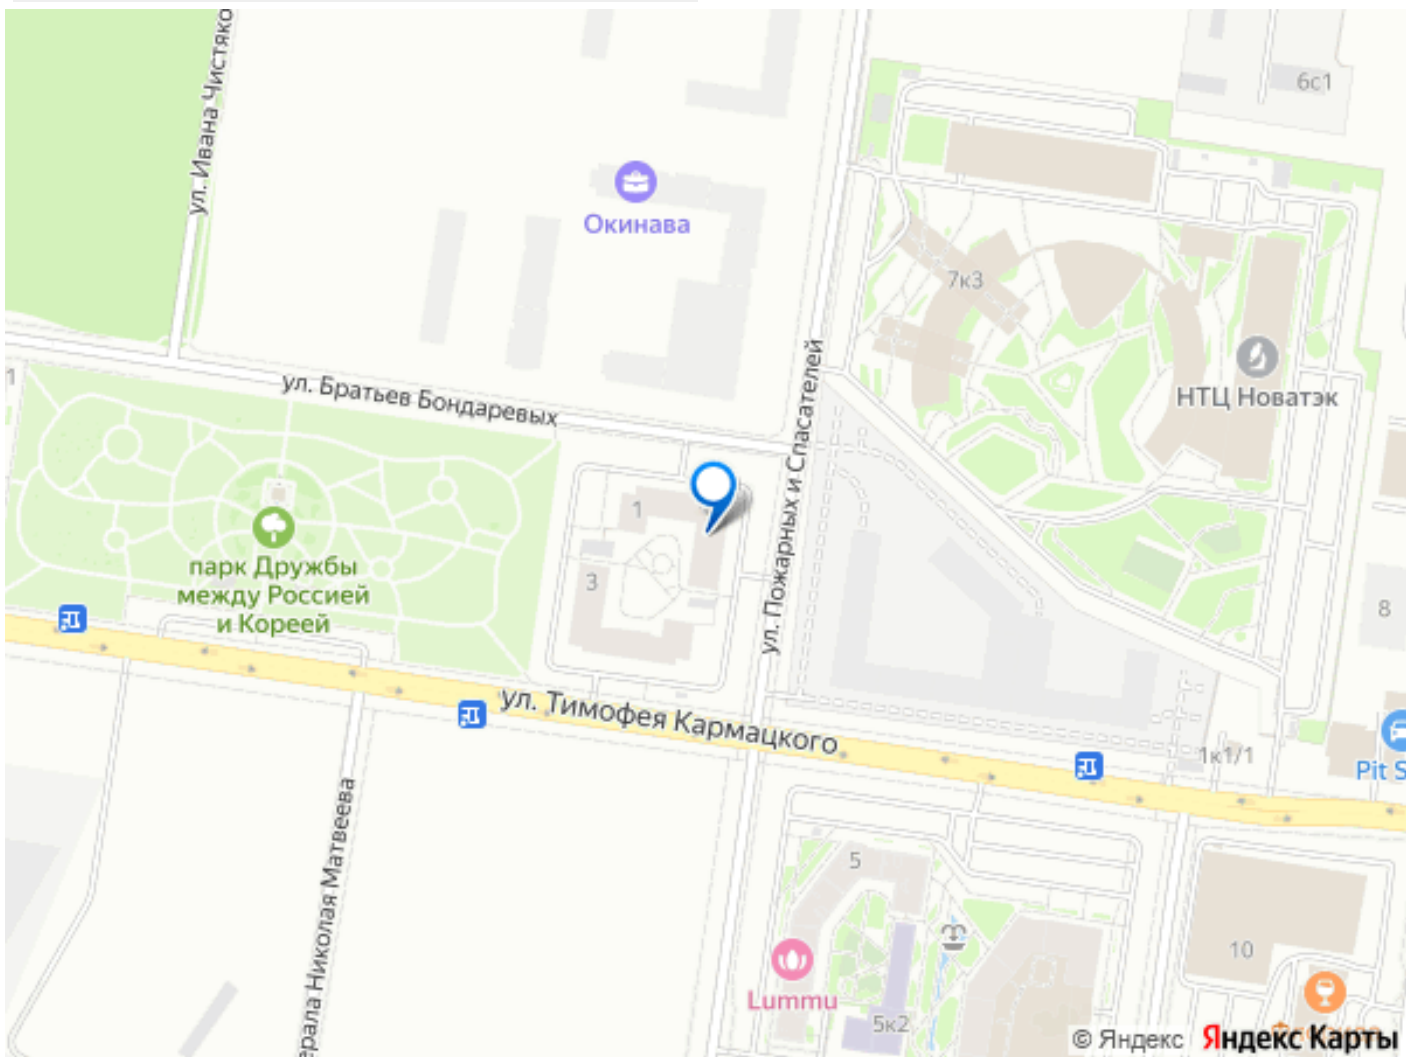 ул. Ивана Чистяко
6с1
Окинава
7к3
НТЦ Новатэк
ул. Братьев Бондаревых
1
ул. Пожарных и Спасателей
1
3
парк Дружбы
между Россией
и Кореей
8
ул. Тимофея Кармацкого
1к1/1
Pit S
ерала Николая Матвеева
5
Lummu
5к2
10
© Яндекс Яндекс Карты